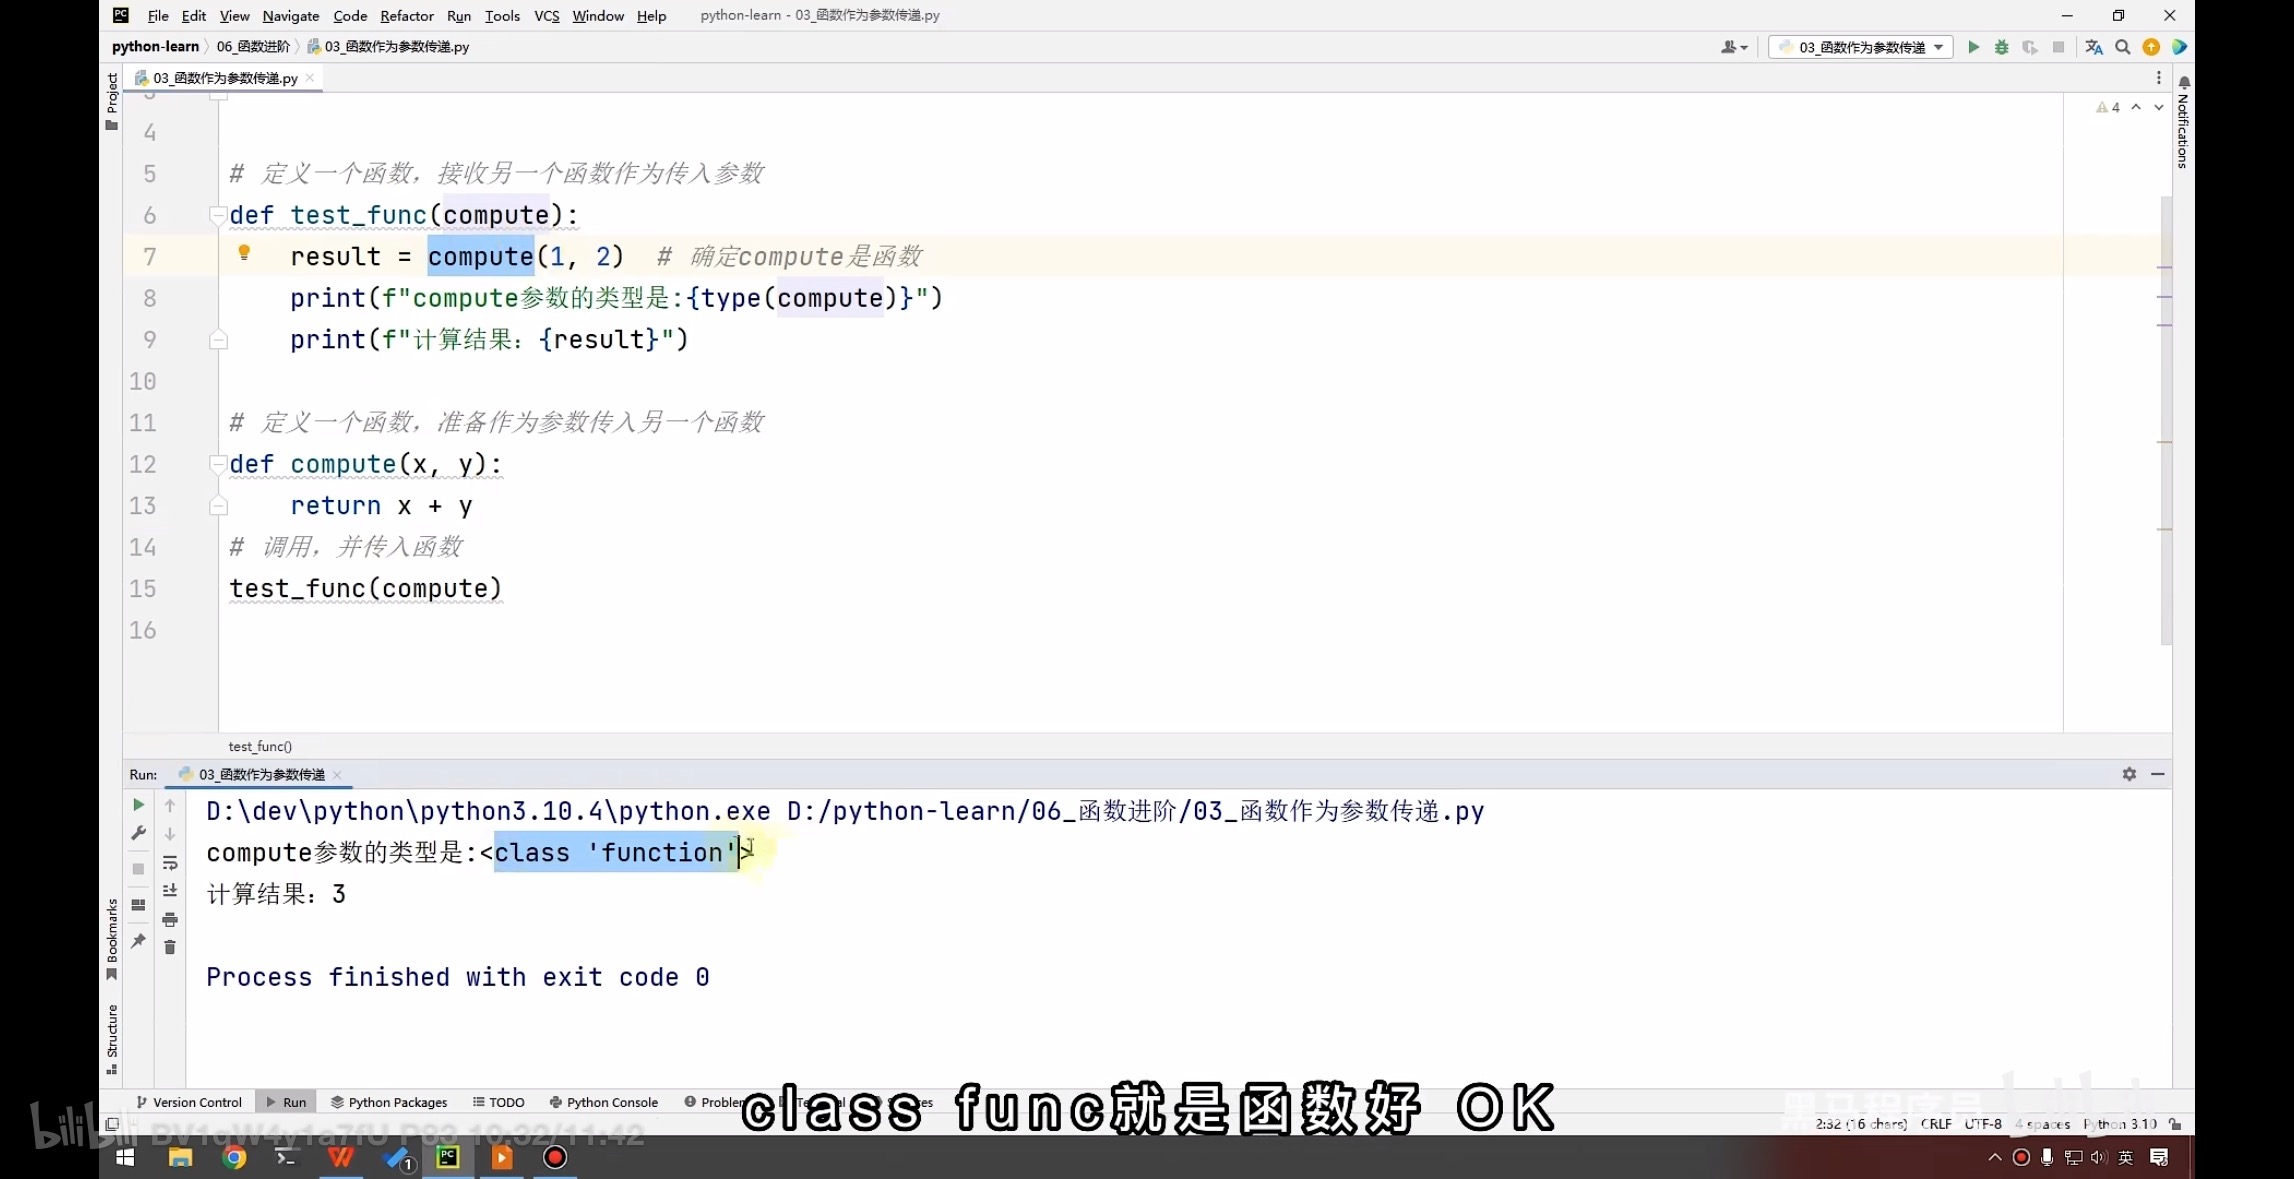 File Edit View Navigate Code Refactor Run Tools VCS Window Help python-learn - 03_函数作为参数传递.py
python-learn 06_函数进阶 03_函数作为参数传递.py
03_函数作为参数传递
Project
03_函数作为参数传递.py
Notifications
4
4
5 # 定义一个函数，接收另一个函数作为传入参数
6 def test_func(compute):
7 result = compute(1, 2) # 确定compute是函数
8 print(f"compute参数的类型是:{type(compute)}")
9 print(f"计算结果：{result}")
10
11 # 定义一个函数，准备作为参数传入另一个函数
12 def compute(x, y):
13 return x + y
14 # 调用，并传入函数
15 test_func(compute)
16
test_func()
Run: 03_函数作为参数传递
D:\dev\python\python3.10.4\python.exe D:/python-learn/06_函数进阶/03_函数作为参数传递.py
compute参数的类型是:<class 'function'>
计算结果：3
Process finished with exit code 0
Bookmarks
Structure
Version Control Run Python Packages TODO Python Console
class func就是函数好 OK
bilibili BV1qW4y1a7fU P83 10:32/11:42
黑马程序员
2:32 (16 chars) CRLF UTF-8 4 spaces Python 3.10
1
英